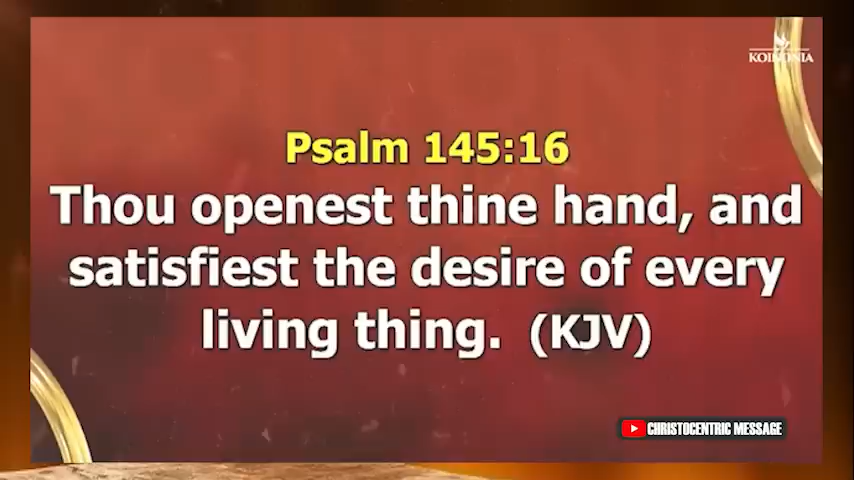 KOINONIA
Psalm 145:16
Thou openest thine hand, and
satisfiest the desire of every
living thing. (KJV)
CHRISTOCENTRIC MESSAGE